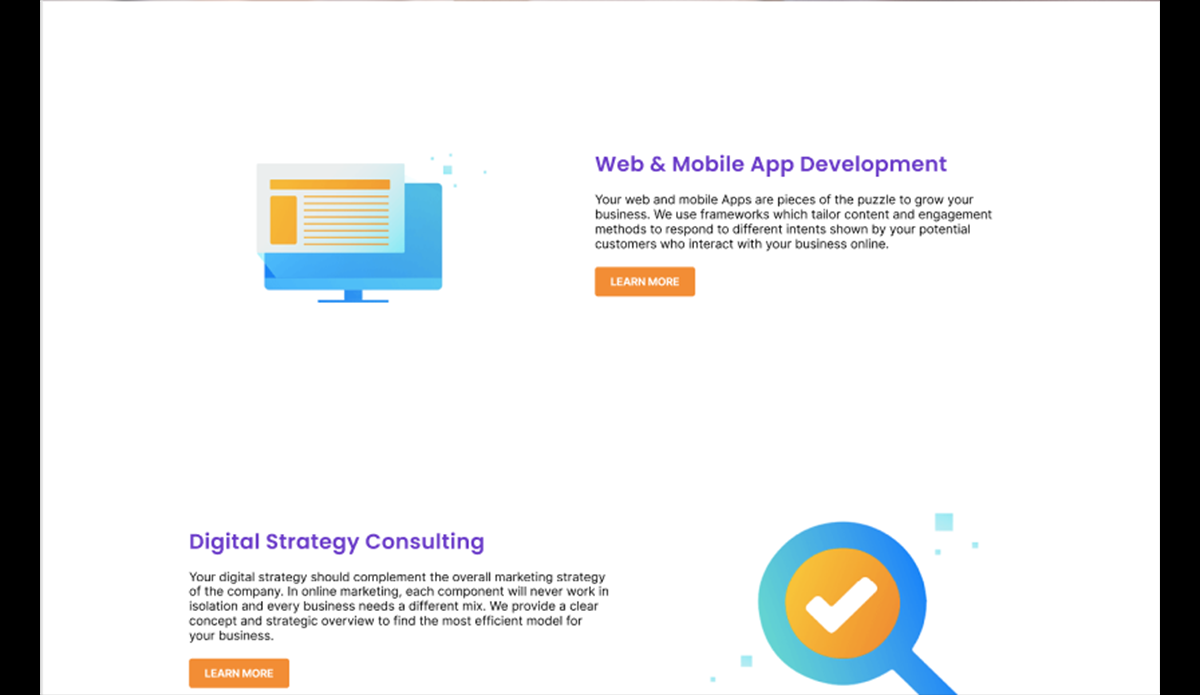 Web & Mobile App Development
Your web and mobile Apps are pieces of the puzzle to grow your
business. We use frameworks which tailor content and engagement
methods to respond to different intents shown by your potential
customers who interact with your business online.
LEARN MORE
Digital Strategy Consulting
Your digital strategy should complement the overall marketing strategy
of the company. In online marketing, each component will never work in
isolation and every business needs a different mix. We provide a clear
concept and strategic overview to find the most efficient model for
your business.
LEARN MORE